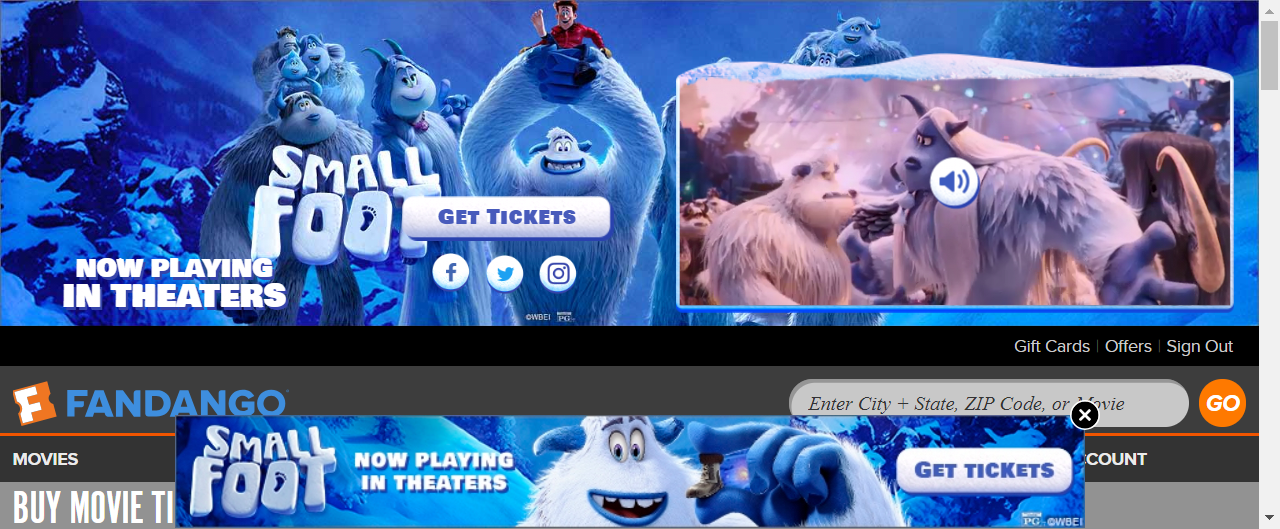 SMALL
FOOT
GET TICKETS
NOW PLAYING
IN THEATERS
©WBEI PG
Gift Cards | Offers | Sign Out
FANDANGO
Enter City + State, ZIP Code, or Movie
GO
MOVIES
COUNT
BUY MOVIE TI
SMALL
FOOT
NOW PLAYING
IN THEATERS
GET TICKETS
PG ©WBEI